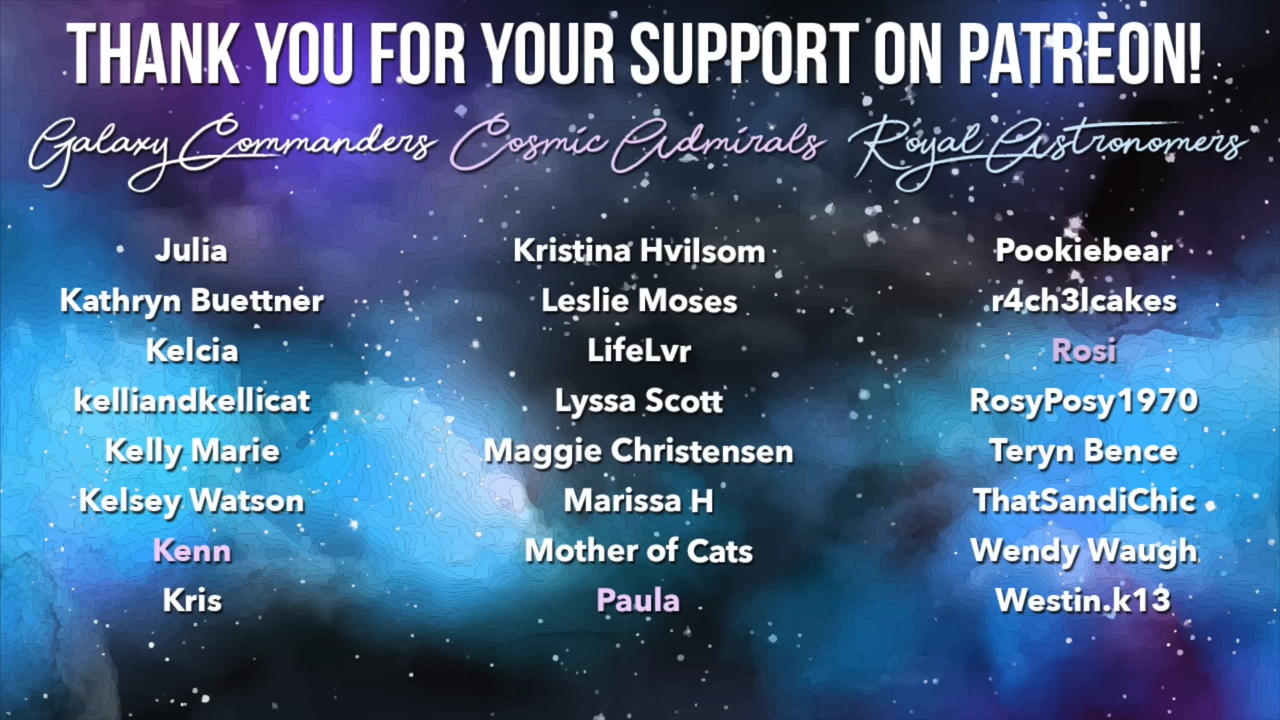 THANK YOU FOR YOUR SUPPORT ON PATREON!
Galaxy Commanders Cosmic Admirals Royal Astronomers
Julia Kristina Hvilsom Pookiebear
Kathryn Buettner Leslie Moses r4ch3lcakes
Kelcia LifeLvr Rosi
kelliandkellicat Lyssa Scott RosyPosy1970
Kelly Marie Maggie Christensen Teryn Bence
Kelsey Watson Marissa H ThatSandiChic
Kenn Mother of Cats Wendy Waugh
Kris Paula Westin.k13